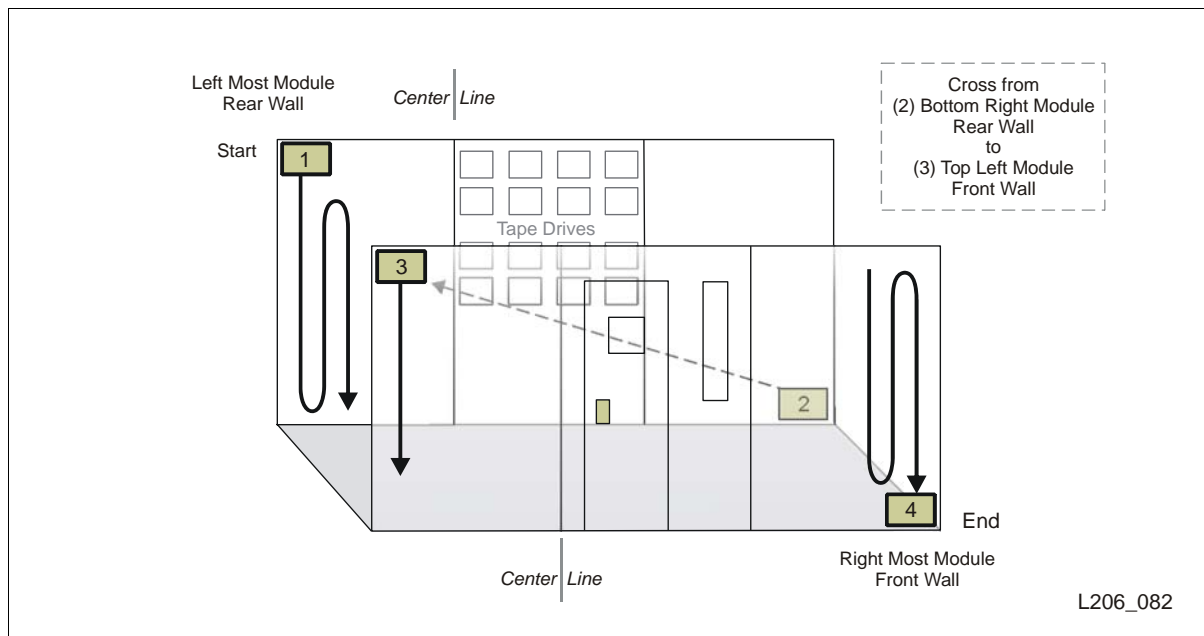 Left Most Module
Rear Wall
Center Line
Cross from
(2) Bottom Right Module
Rear Wall
to
(3) Top Left Module
Front Wall
Start
1
Tape Drives
3
2
4
End
Center Line
Right Most Module
Front Wall
L206_082